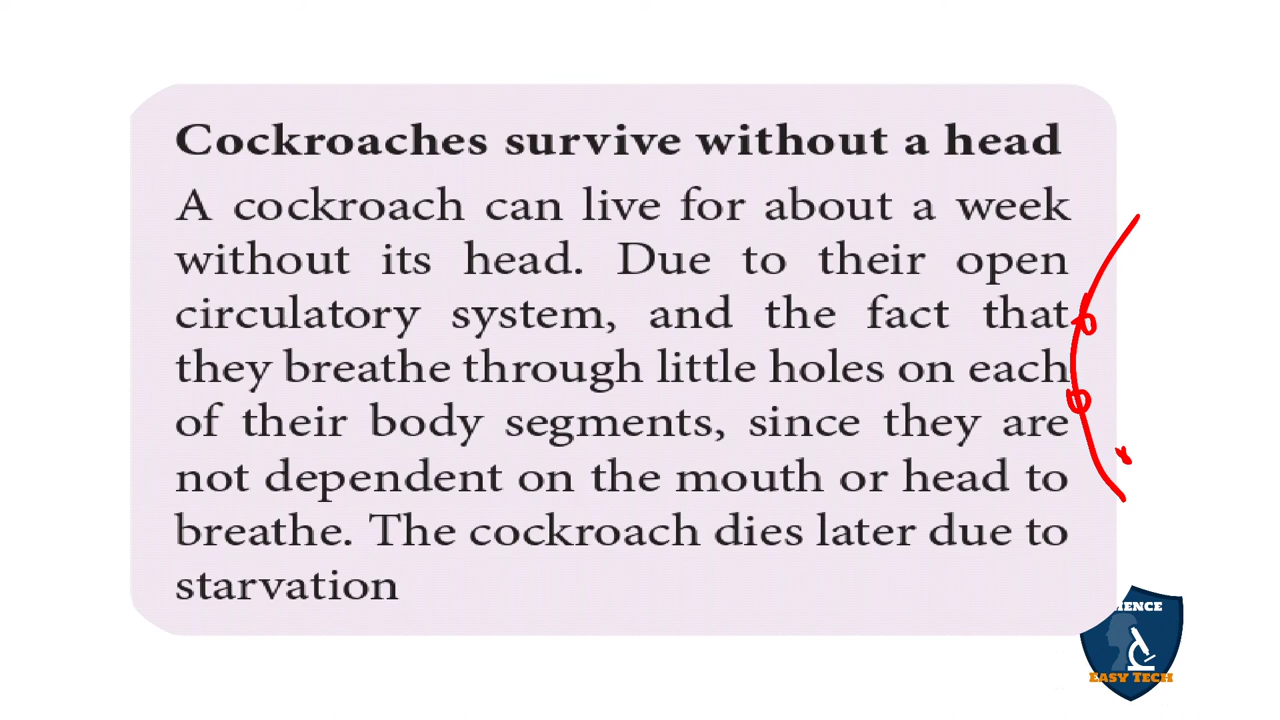 Cockroaches survive without a head
A cockroach can live for about a week
without its head. Due to their open
circulatory system, and the fact that
they breathe through little holes on each
of their body segments, since they are
not dependent on the mouth or head to
breathe. The cockroach dies later due to
starvation
EASY TECH